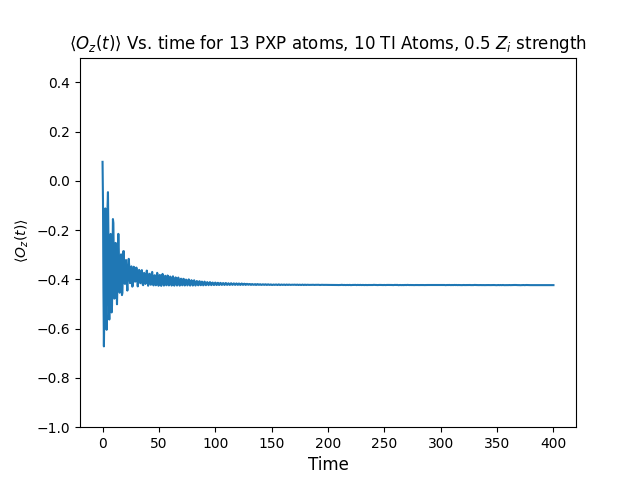 ⟨O_z(t)⟩ Vs. time for 13 PXP atoms, 10 TI Atoms, 0.5 Z_i strength
0.4
0.2
0.0
−0.2
−0.4
−0.6
−0.8
−1.0
⟨O_z(t)⟩
0 50 100 150 200 250 300 350 400
Time